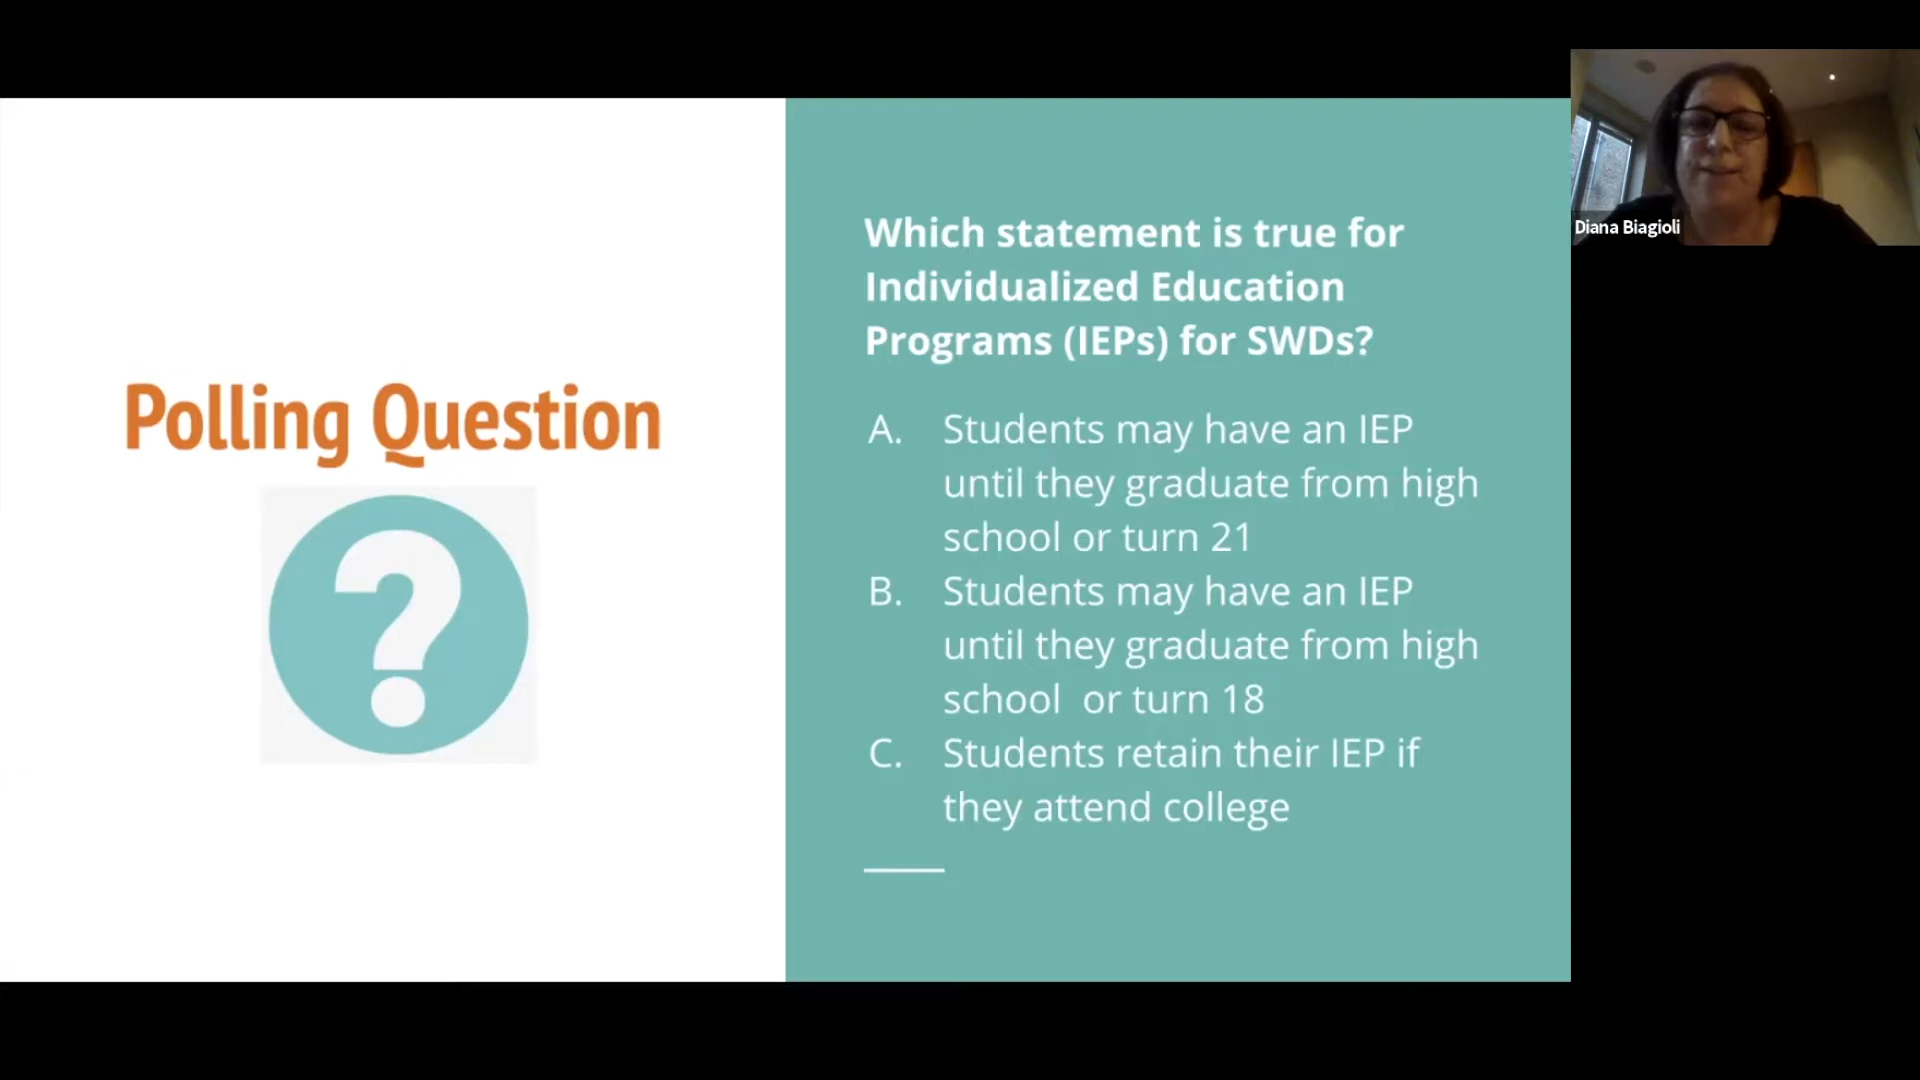 Polling Question
?
Which statement is true for
Individualized Education
Programs (IEPs) for SWDs?
A. Students may have an IEP
until they graduate from high
school or turn 21
B. Students may have an IEP
until they graduate from high
school  or turn 18
C. Students retain their IEP if
they attend college
Diana Biagioli